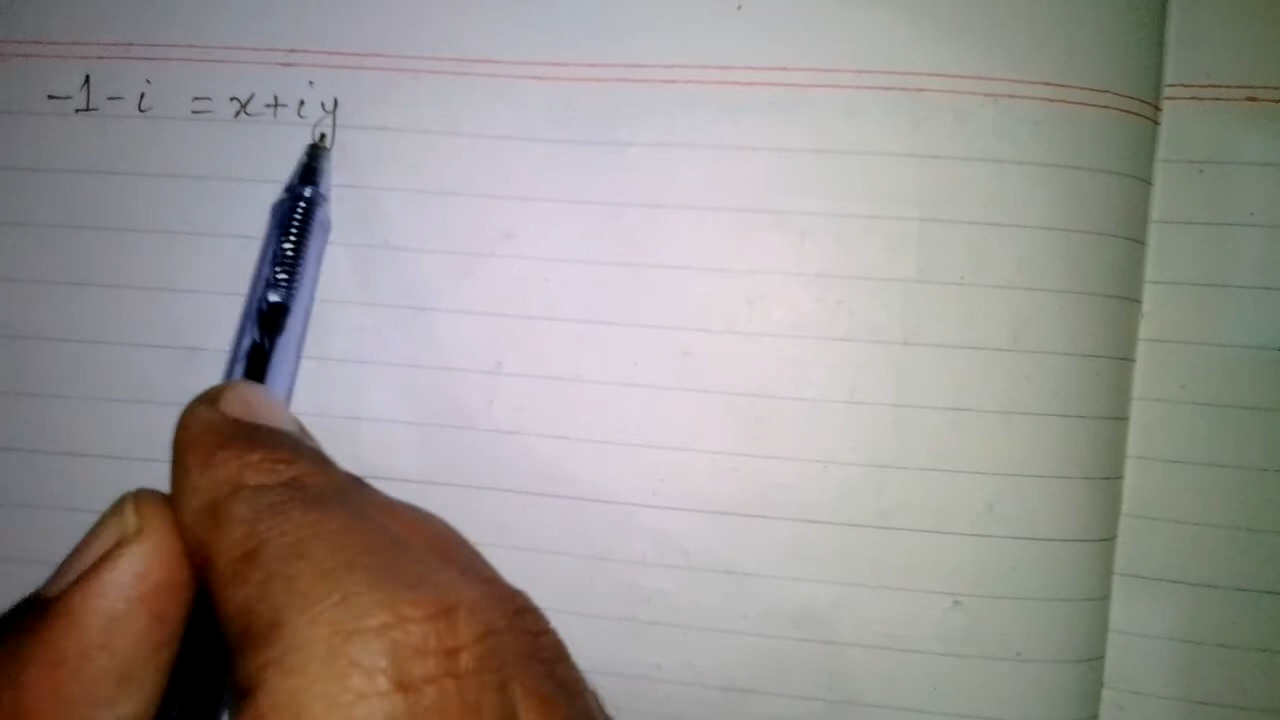 -1-i = x+iy